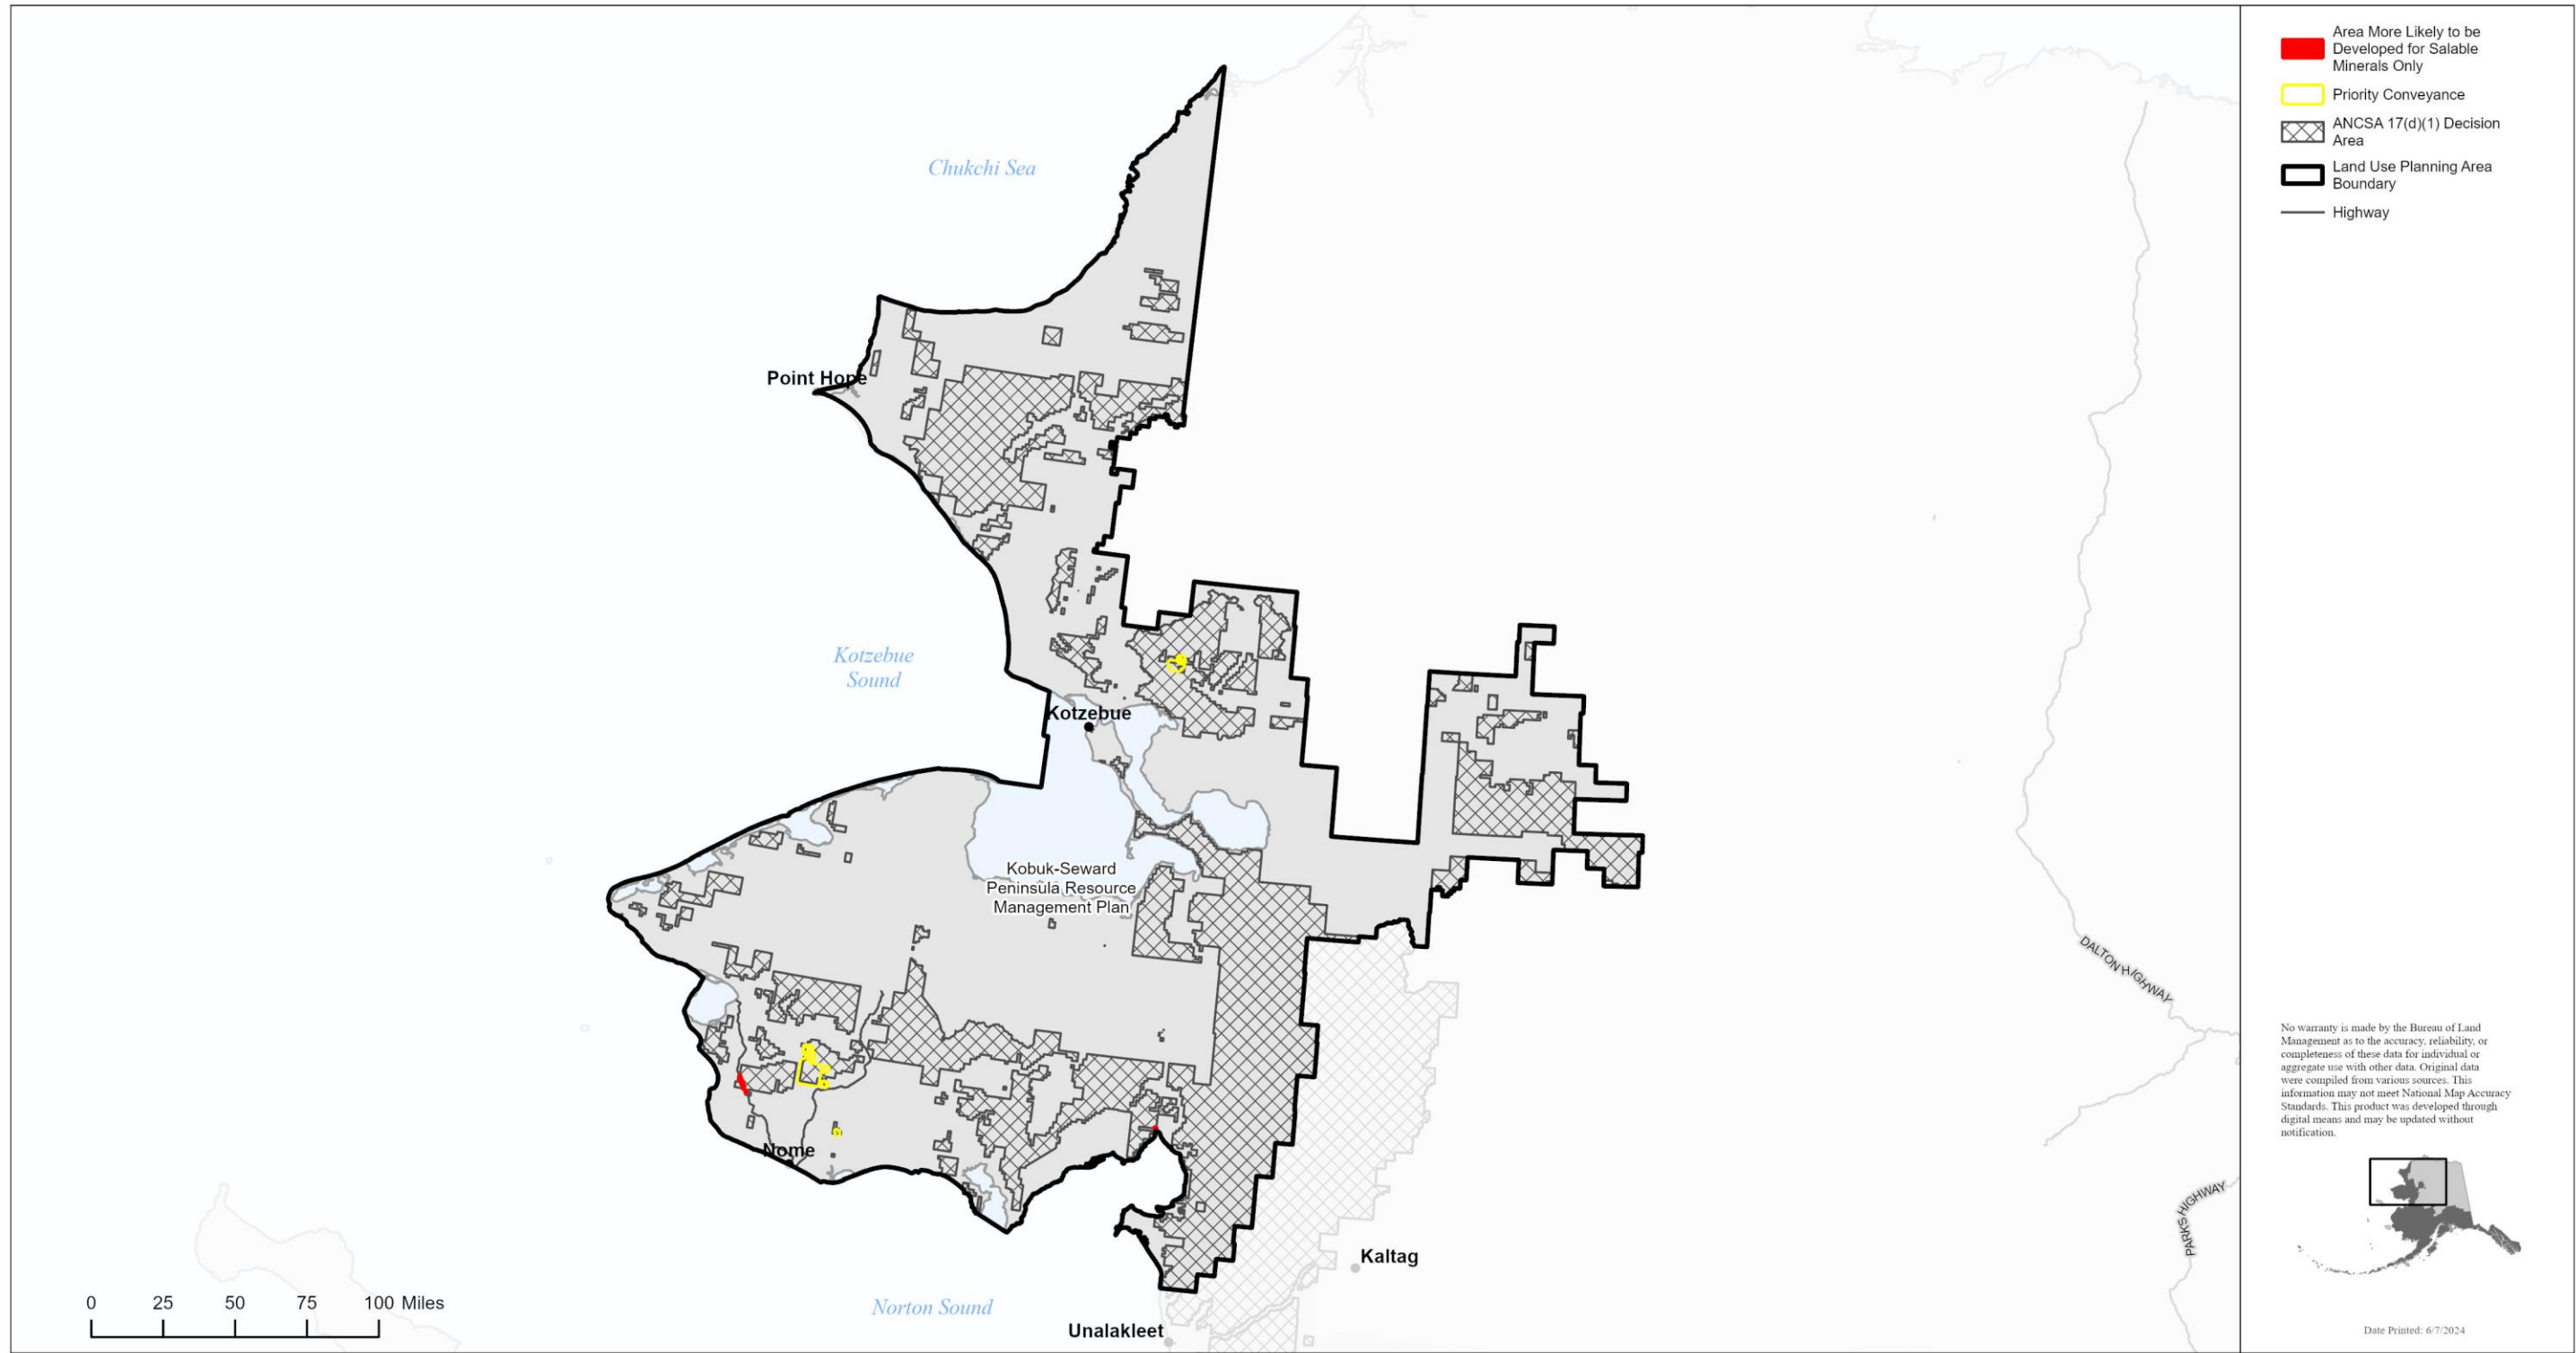 Chukchi Sea
Point Hope
Kotzebue
Sound
Kotzebue
Kobuk-Seward
Peninsula Resource
Management Plan
DALTON HIGHWAY
Nome
PARKS HIGHWAY
Kaltag
Norton Sound
Unalakleet
0 25 50 75 100 Miles
Area More Likely to be
Developed for Salable
Minerals Only
Priority Conveyance
ANCSA 17(d)(1) Decision
Area
Land Use Planning Area
Boundary
Highway
No warranty is made by the Bureau of Land
Management as to the accuracy, reliability, or
completeness of these data for individual or
aggregate use with other data. Original data
were compiled from various sources. This
information may not meet National Map Accuracy
Standards. This product was developed through
digital means and may be updated without
notification.
Date Printed: 6/7/2024